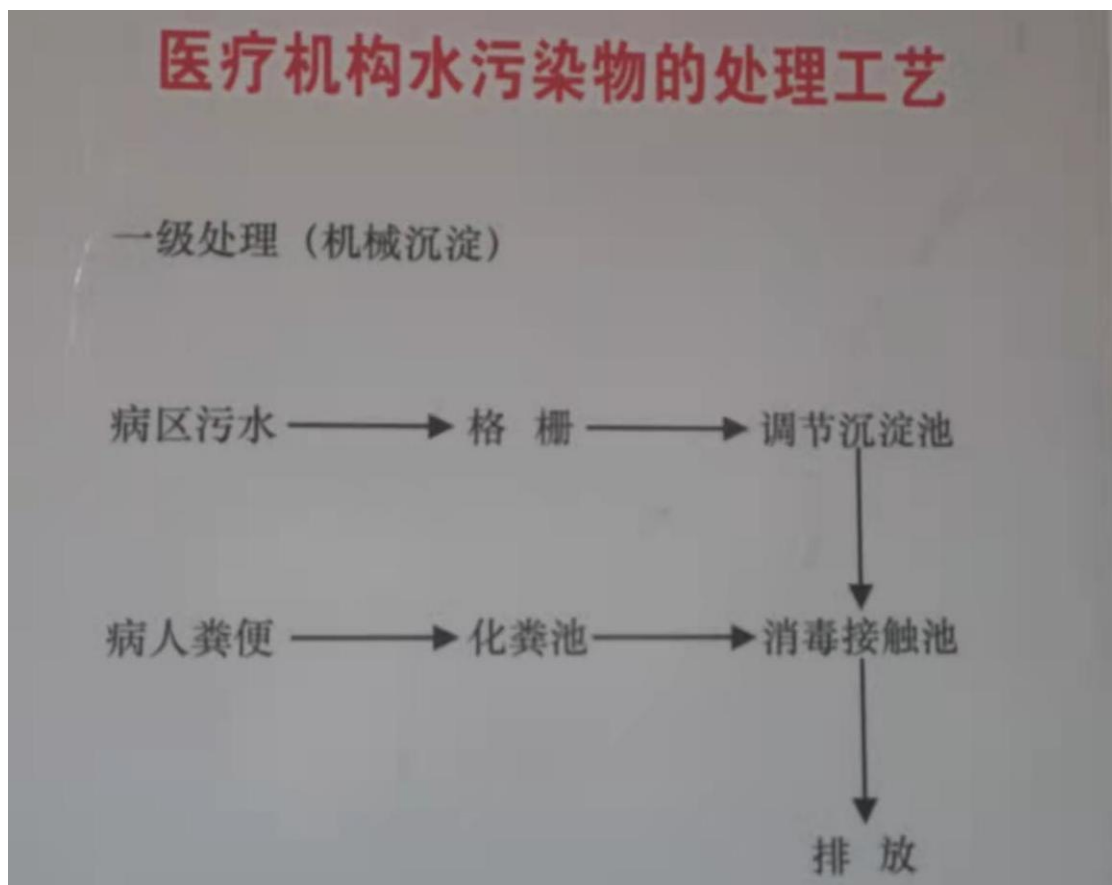 医疗机构水污染物的处理工艺
一级处理（机械沉淀）
病区污水 格 栅 调节沉淀池
病人粪便 化粪池 消毒接触池
排 放